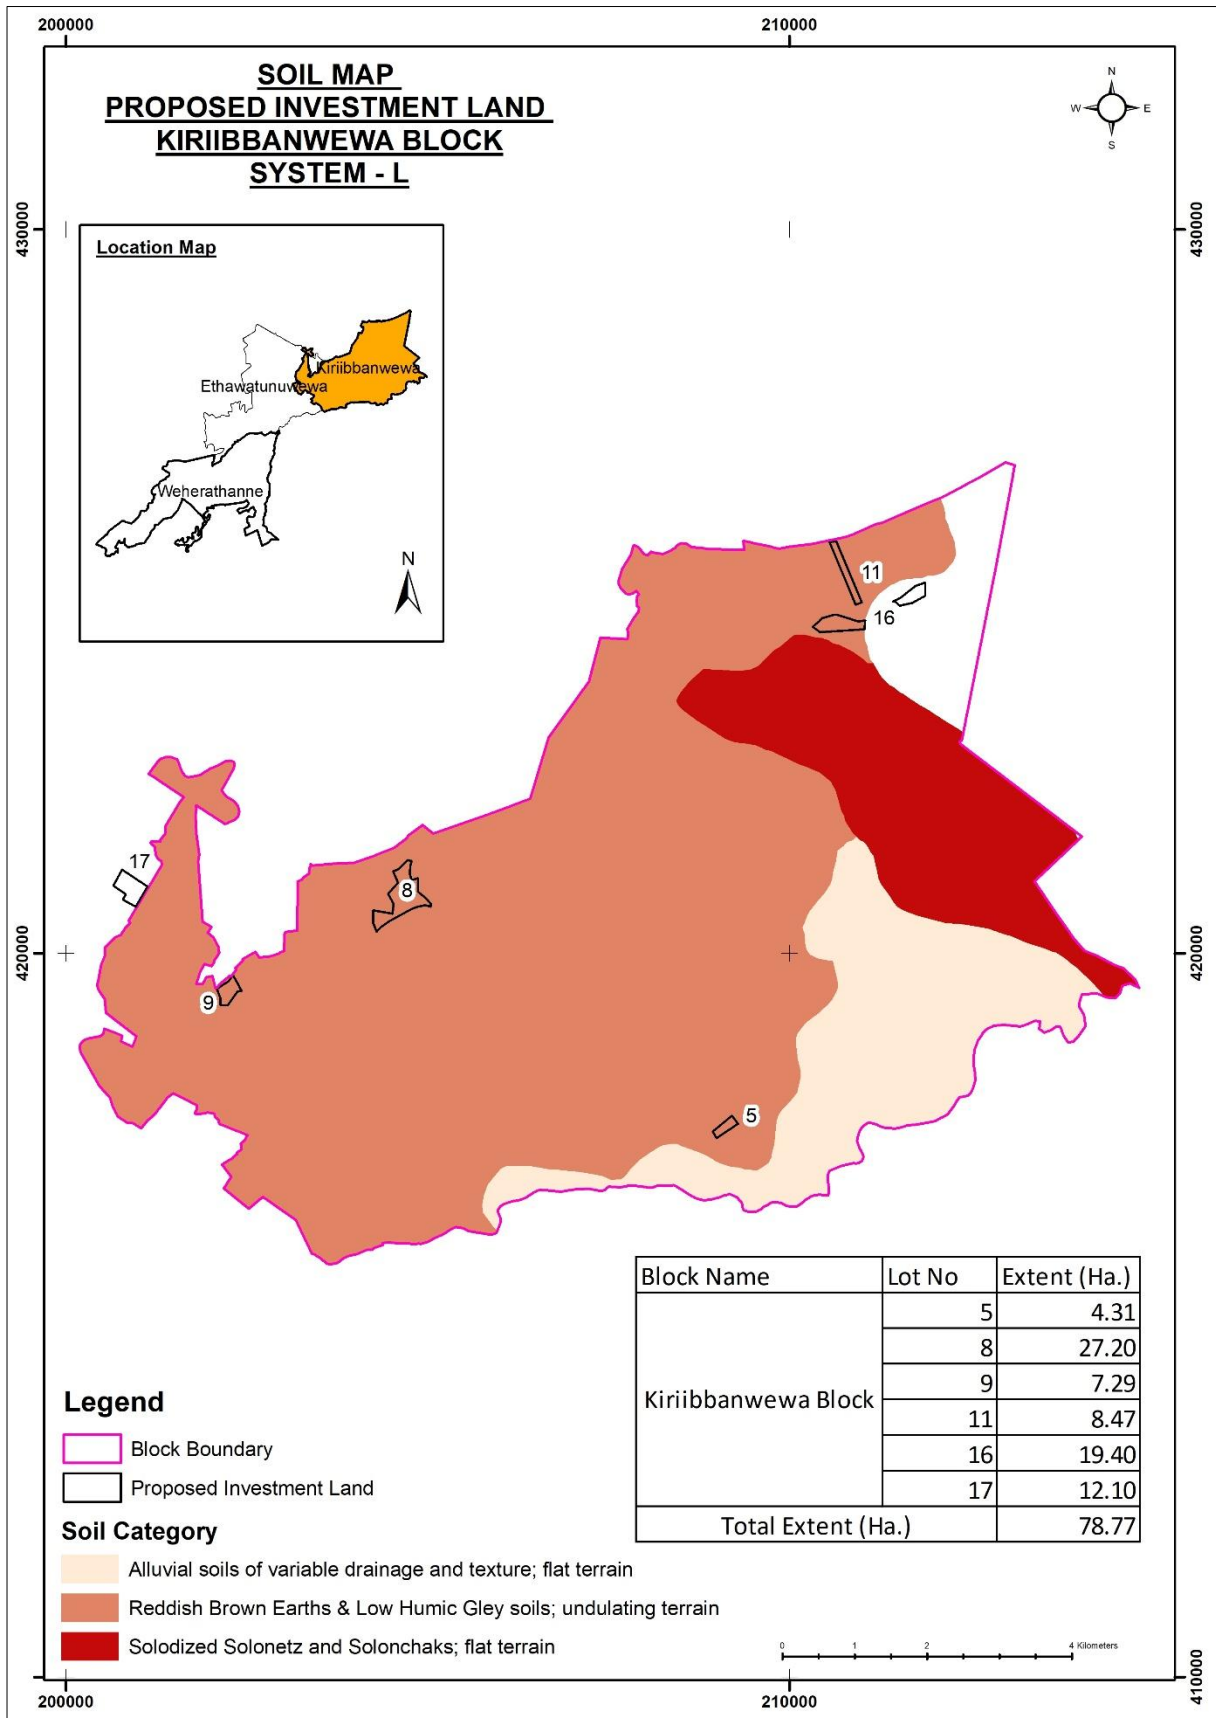 200000
210000
SOIL MAP
PROPOSED INVESTMENT LAND
KIRIIBBANWEWA BLOCK
SYSTEM - L
N
W
E
S
430000
430000
Location Map
Kiriibbanwewa
Ethawatunuwewa
Weherathanne
N
11
16
17
8
420000
420000
9
5
Block Name Lot No Extent (Ha.)
Kiriibbanwewa Block
5 4.31
8 27.20
9 7.29
11 8.47
16 19.40
17 12.10
Total Extent (Ha.) 78.77
Legend
Block Boundary
Proposed Investment Land
Soil Category
Alluvial soils of variable drainage and texture; flat terrain
Reddish Brown Earths & Low Humic Gley soils; undulating terrain
Solodized Solonetz and Solonchaks; flat terrain
0 1 2 4 Kilometers
410000
200000
210000